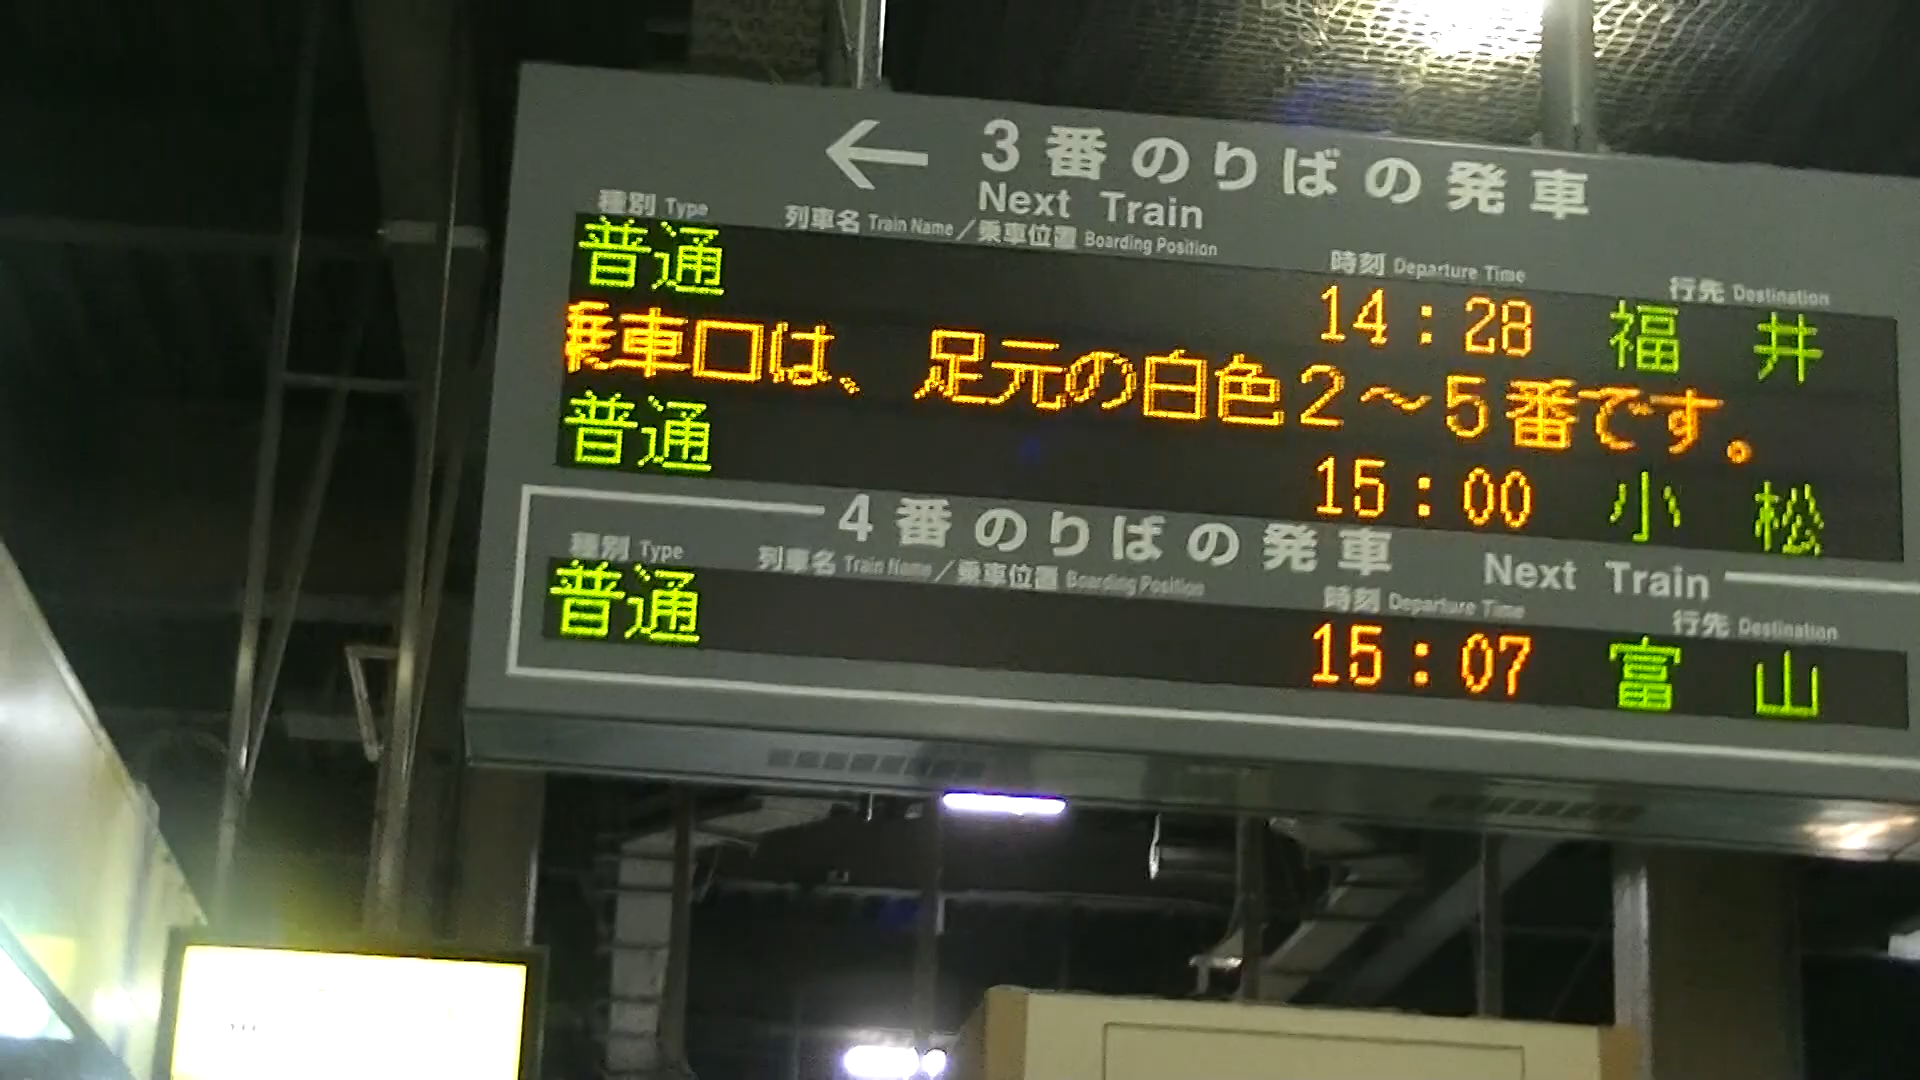 ← 3番のりばの発車
Next Train
種別 Type 列車名 Train Name／乗車位置 Boarding Position 時刻 Departure Time 行先 Destination
普通 14:28 福井
乗車口は、足元の白色2～5番です。
普通 15:00 小松
4番のりばの発車 Next Train
種別 Type 列車名 Train Name／乗車位置 Boarding Position 時刻 Departure Time 行先 Destination
普通 15:07 富山